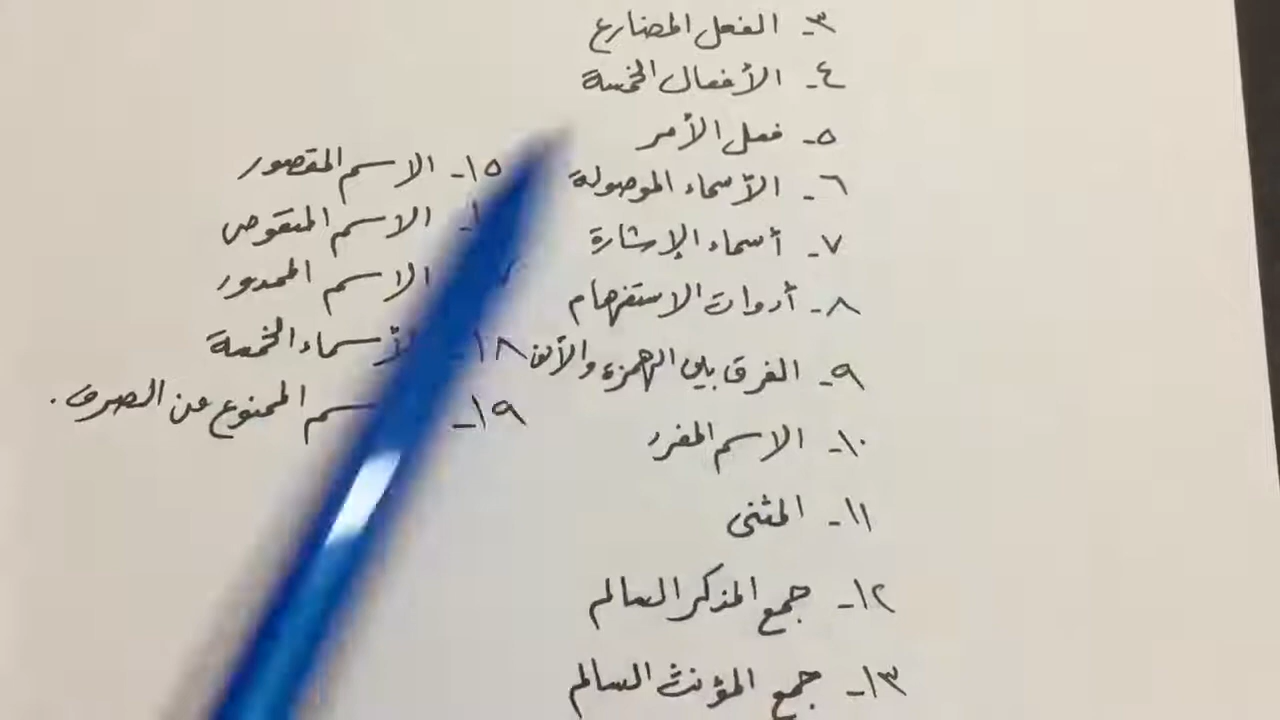 ٣- الفعل المضارع
٤- الأفعال الخمسة
٥- فعل الأمر
٦- الأسماء الموصولة
٧- أسماء الإشارة
٨- أدوات الاستفهام
٩- الفرق بين الهمزة والألف
١٠- الاسم المفرد
١١- المثنى
١٢- جمع المذكر السالم
١٣- جمع المؤنث السالم
١٥- الاسم المقصور
الاسم المنقوص
الاسم الممدود
١٨- الأسماء الخمسة
١٩- الممنوع من الصرف.